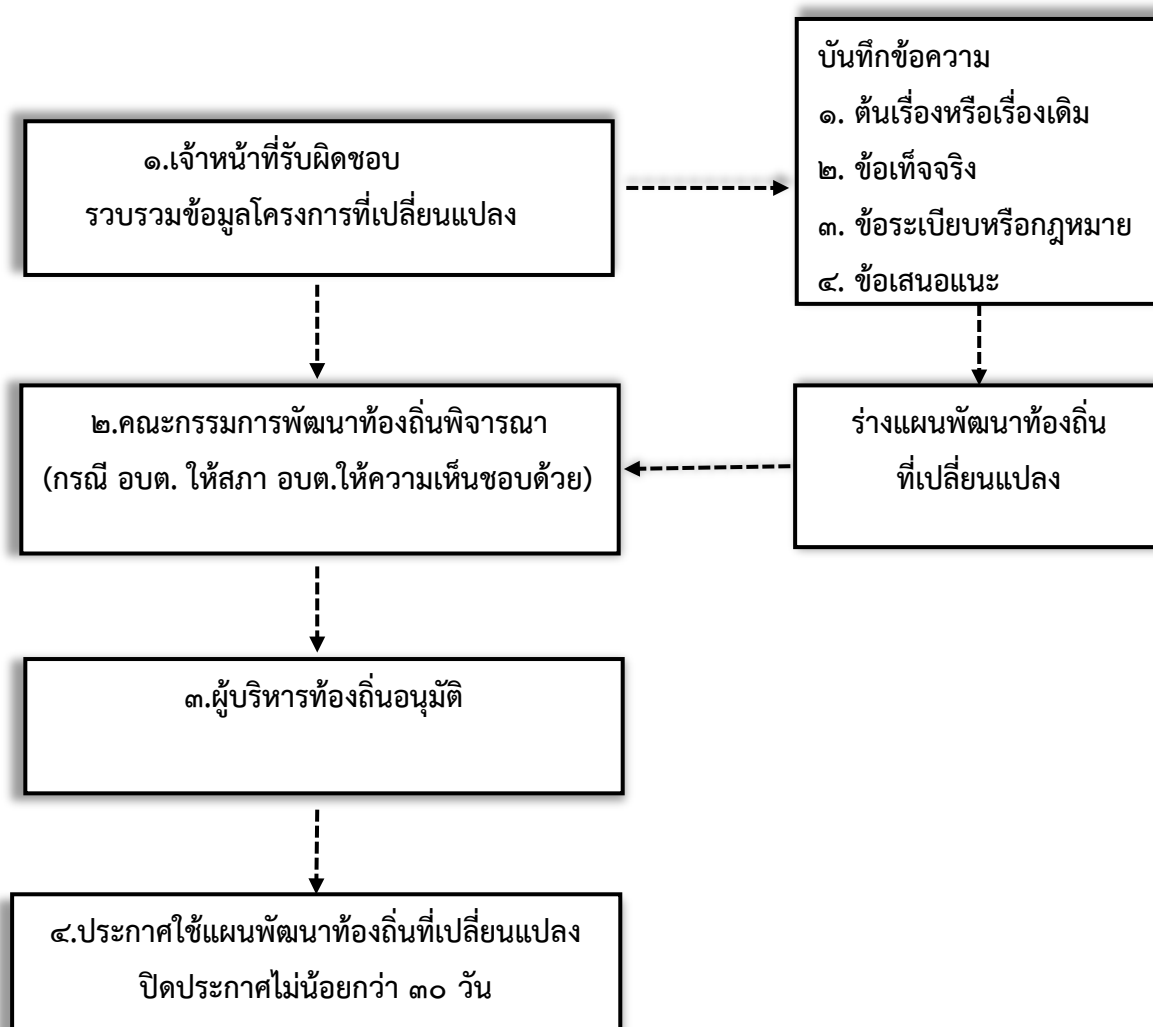 บันทึกข้อความ
๑. ต้นเรื่องหรือเรื่องเดิม
๒. ข้อเท็จจริง
๓. ข้อระเบียบหรือกฎหมาย
๔. ข้อเสนอแนะ
๑.เจ้าหน้าที่รับผิดชอบ
รวบรวมข้อมูลโครงการที่เปลี่ยนแปลง
๒.คณะกรรมการพัฒนาท้องถิ่นพิจารณา
(กรณี อบต. ให้สภา อบต.ให้ความเห็นชอบด้วย)
ร่างแผนพัฒนาท้องถิ่น
ที่เปลี่ยนแปลง
๓.ผู้บริหารท้องถิ่นอนุมัติ
๔.ประกาศใช้แผนพัฒนาท้องถิ่นที่เปลี่ยนแปลง
ปิดประกาศไม่น้อยกว่า ๓๐ วัน